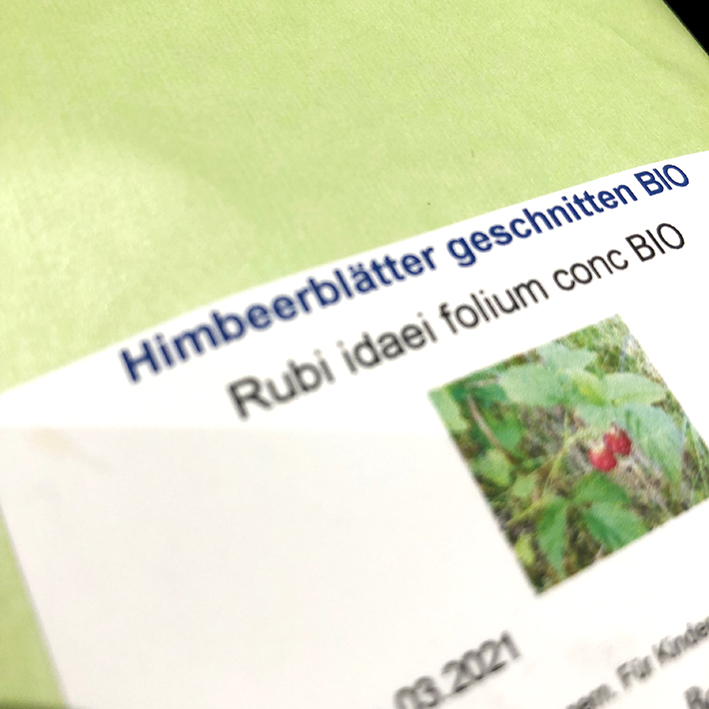 Himbeerblätter geschnitten BIO
Rubi idaei folium conc BIO
03.2021
Für Kinder